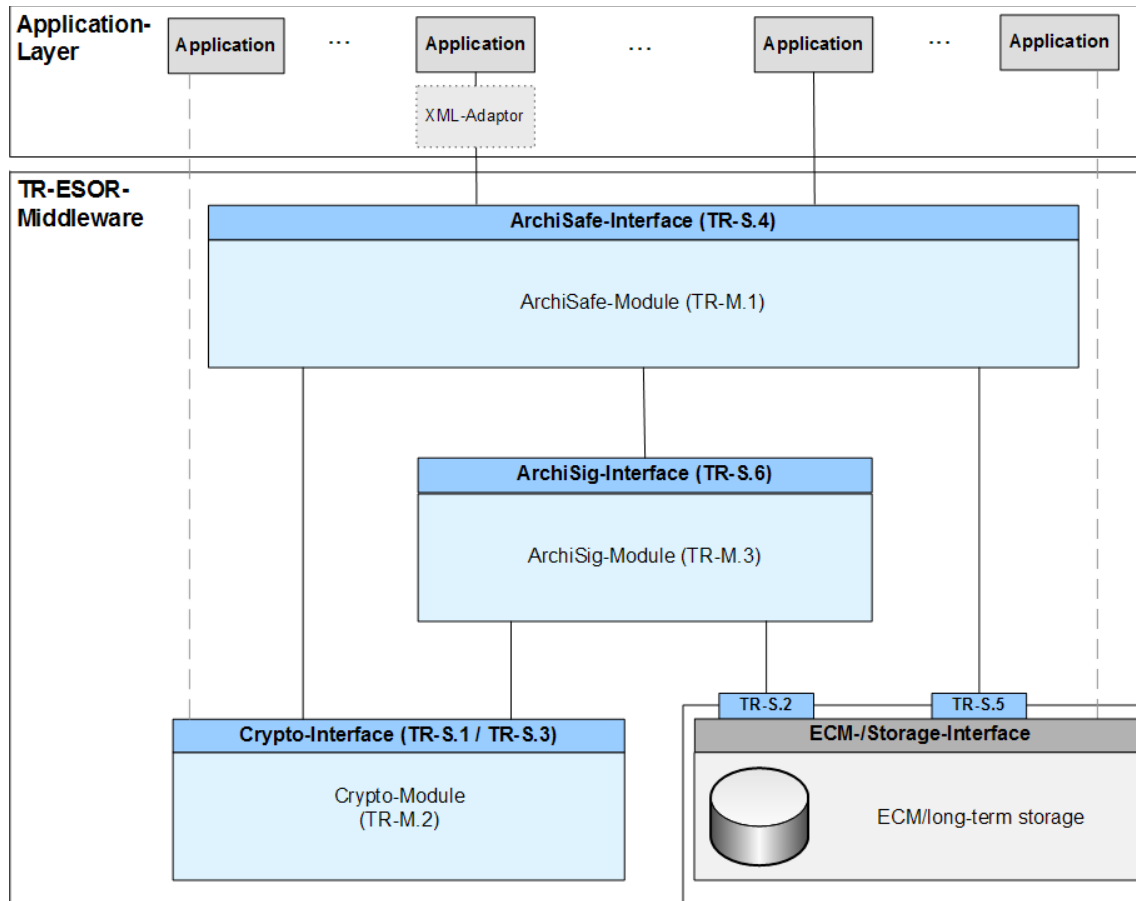 Application-
Layer
Application
...
Application
...
Application
...
Application
XML-Adaptor
TR-ESOR-
Middleware
ArchiSafe-Interface (TR-S.4)
ArchiSafe-Module (TR-M.1)
ArchiSig-Interface (TR-S.6)
ArchiSig-Module (TR-M.3)
TR-S.2
TR-S.5
Crypto-Interface (TR-S.1 / TR-S.3)
ECM-/Storage-Interface
Crypto-Module
(TR-M.2)
ECM/long-term storage